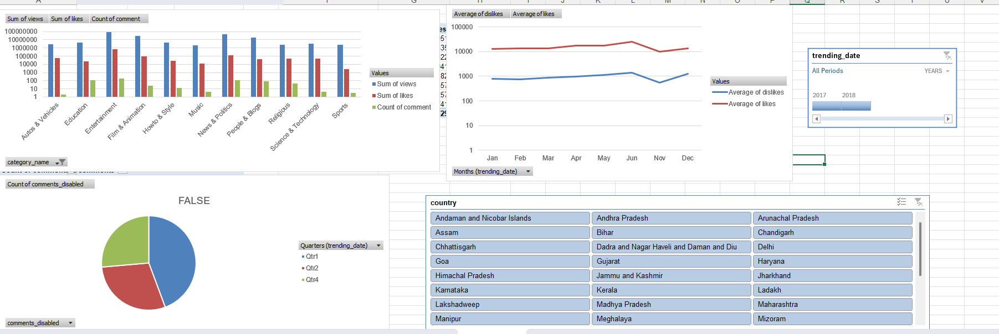 A F G H I J K L M N O P Q R S T U V
Sum of views Sum of likes Count of comment
100000000
10000000
1000000
100000
10000
1000
100
10
1
Autos & Vehicles
Education
Entertainment
Film & Animation
Howto & Style
Music
News & Politics
People & Blogs
Religious
Science & Technology
Sports
Values
Sum of views
Sum of likes
Count of comment
category_name
Average of dislikes Average of likes
100000
10000
1000
100
10
1
Jan Feb Mar Apr May Jun Nov Dec
Values
Average of dislikes
Average of likes
Months (trending_date)
trending_date
All Periods YEARS
2017 2018
Count of comments_disabled
FALSE
Quarters (trending_date)
Qtr1
Qtr2
Qtr4
comments_disabled
country
Andaman and Nicobar Islands Andhra Pradesh Arunachal Pradesh
Assam Bihar Chandigarh
Chhattisgarh Dadra and Nagar Haveli and Daman and Diu Delhi
Goa Gujarat Haryana
Himachal Pradesh Jammu and Kashmir Jharkhand
Karnataka Kerala Ladakh
Lakshadweep Madhya Pradesh Maharashtra
Manipur Meghalaya Mizoram